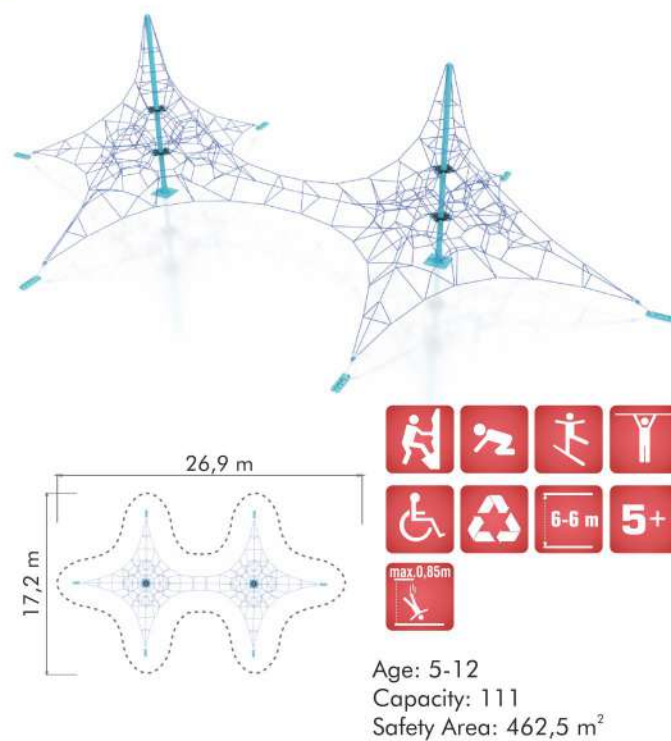 26,9 m
17,2 m
6-6 m
5+
max.0,85m
Age: 5-12
Capacity: 111
Safety Area: 462,5 m²